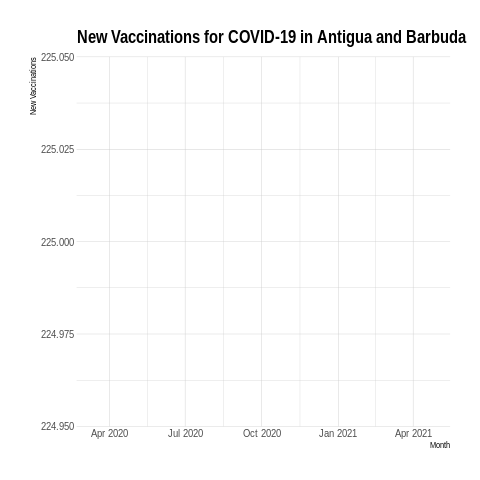 New Vaccinations for COVID-19 in Antigua and Barbuda
New Vaccinations
225.050
225.025
225.000
224.975
224.950
Apr 2020 Jul 2020 Oct 2020 Jan 2021 Apr 2021
Month